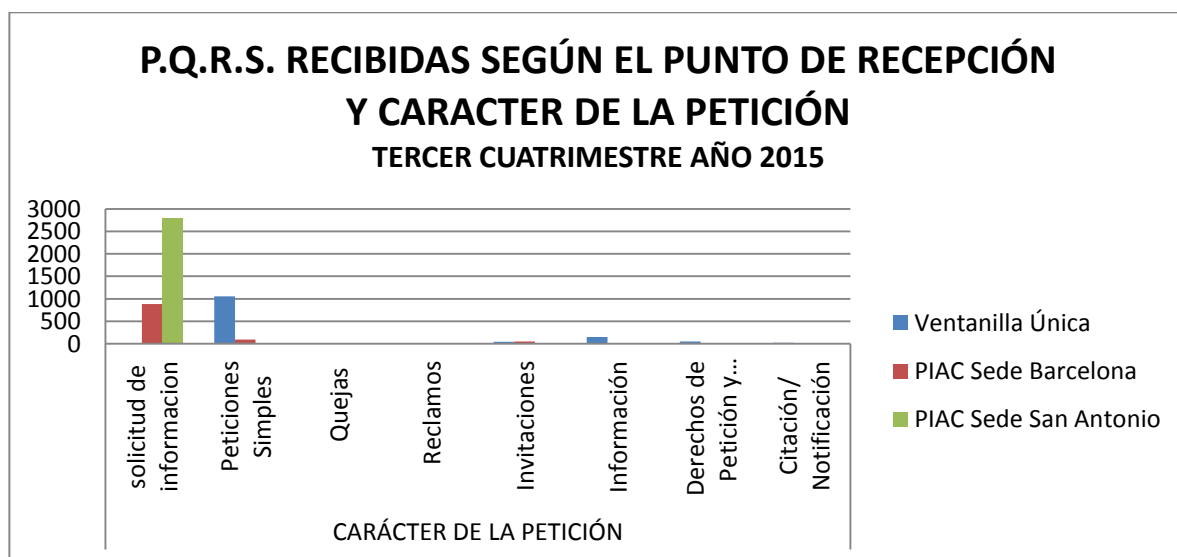 P.Q.R.S. RECIBIDAS SEGÚN EL PUNTO DE RECEPCIÓN
Y CARACTER DE LA PETICIÓN
TERCER CUATRIMESTRE AÑO 2015
3000
2500
2000
1500
1000
500
0
solicitud de
informacion
Peticiones
Simples
Quejas
Reclamos
Invitaciones
Información
Derechos de
Petición y...
Citación/
Notificación
CARÁCTER DE LA PETICIÓN
Ventanilla Única
PIAC Sede Barcelona
PIAC Sede San Antonio